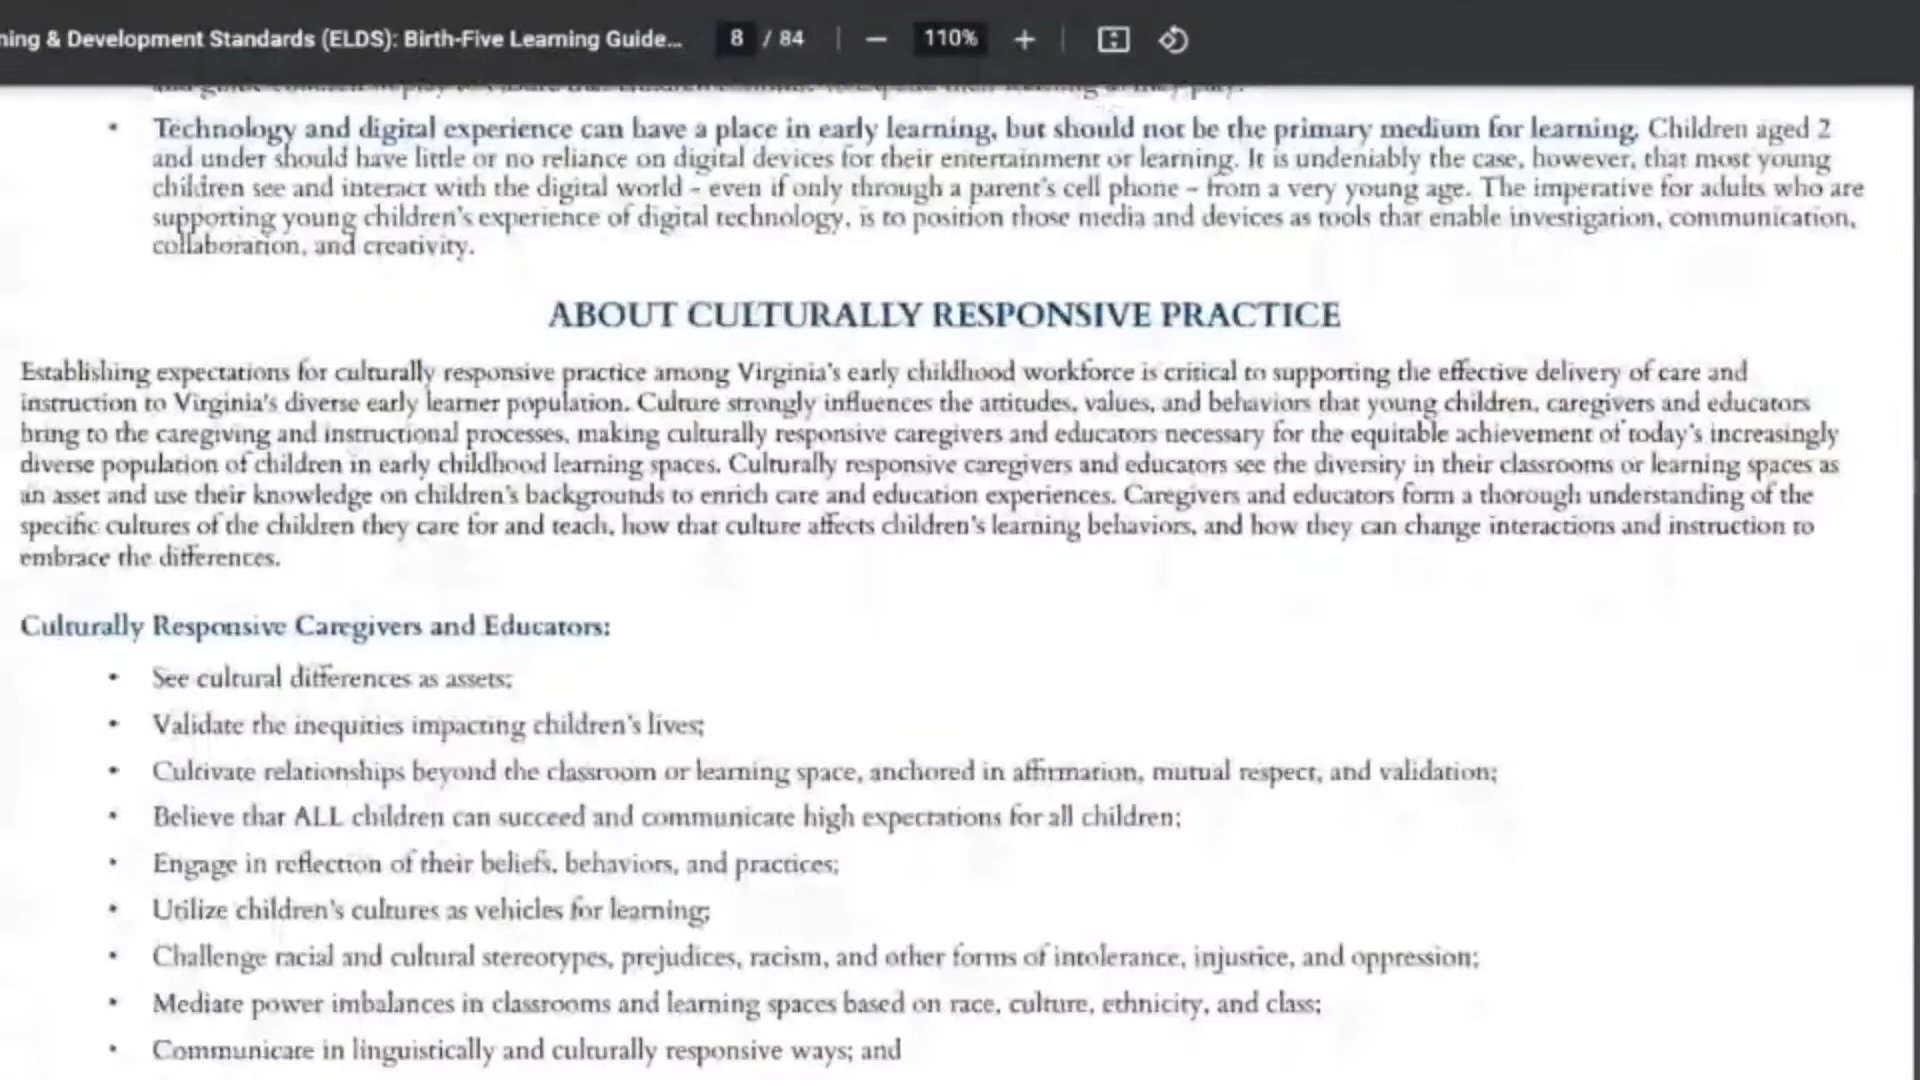 ning & Development Standards (ELDS): Birth-Five Learning Guide... 8 / 84 110%
• Technology and digital experience can have a place in early learning, but should not be the primary medium for learning. Children aged 2
and under should have little or no reliance on digital devices for their entertainment or learning. It is undeniably the case, however, that most young
children see and interact with the digital world – even if only through a parent's cell phone – from a very young age. The imperative for adults who are
supporting young children's experience of digital technology, is to position those media and devices as tools that enable investigation, communication,
collaboration, and creativity.
ABOUT CULTURALLY RESPONSIVE PRACTICE
Establishing expectations for culturally responsive practice among Virginia's early childhood workforce is critical to supporting the effective delivery of care and
instruction to Virginia's diverse early learner population. Culture strongly influences the attitudes, values, and behaviors that young children, caregivers and educators
bring to the caregiving and instructional processes, making culturally responsive caregivers and educators necessary for the equitable achievement of today's increasingly
diverse population of children in early childhood learning spaces. Culturally responsive caregivers and educators see the diversity in their classrooms or learning spaces as
an asset and use their knowledge on children's backgrounds to enrich care and education experiences. Caregivers and educators form a thorough understanding of the
specific cultures of the children they care for and teach, how that culture affects children's learning behaviors, and how they can change interactions and instruction to
embrace the differences.
Culturally Responsive Caregivers and Educators:
• See cultural differences as assets;
• Validate the inequities impacting children's lives;
• Cultivate relationships beyond the classroom or learning space, anchored in affirmation, mutual respect, and validation;
• Believe that ALL children can succeed and communicate high expectations for all children;
• Engage in reflection of their beliefs, behaviors, and practices;
• Utilize children's cultures as vehicles for learning;
• Challenge racial and cultural stereotypes, prejudices, racism, and other forms of intolerance, injustice, and oppression;
• Mediate power imbalances in classrooms and learning spaces based on race, culture, ethnicity, and class;
• Communicate in linguistically and culturally responsive ways; and